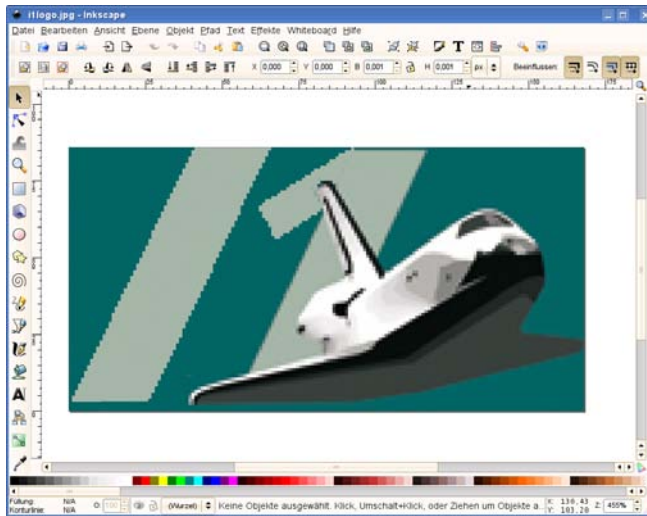 itlogo.jpg - Inkscape
Datei Bearbeiten Ansicht Ebene Objekt Pfad Text Effekte Whiteboard Hilfe
X 0,000 Y 0,000 B 0,001 H 0,001 px Beeinflussen:
Füllung: N/A
Konturlinie: N/A
O: 100 (Wurzel) Keine Objekte ausgewählt. Klick, Umschalt+Klick, oder Ziehen um Objekte a... X: 130,43 Z: 455%
Y: 103,20